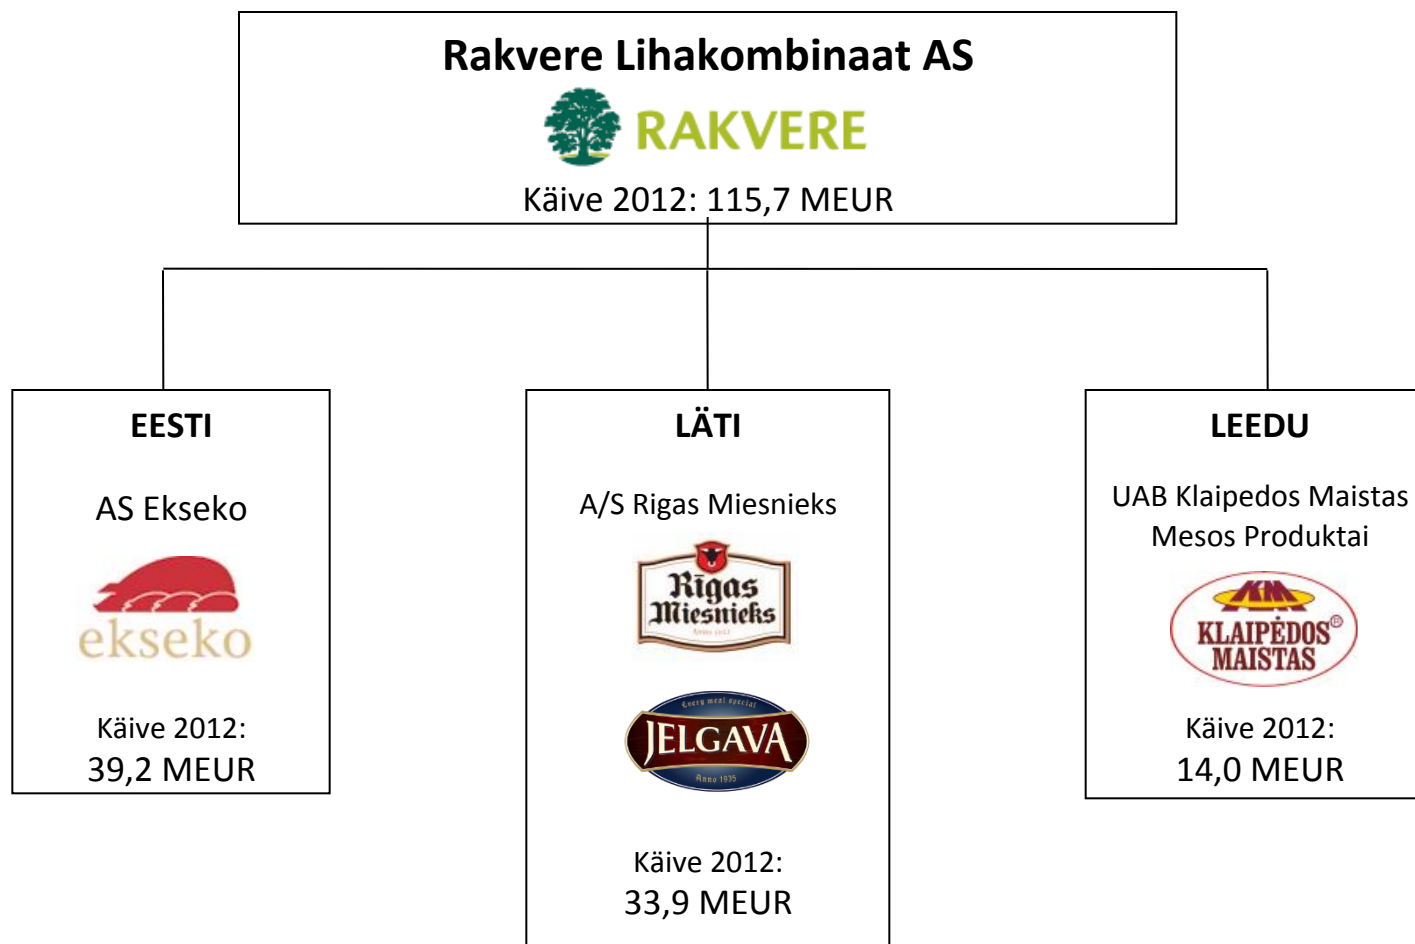 Rakvere Lihakombinaat AS
RAKVERE
Käive 2012: 115,7 MEUR
EESTI
AS Ekseko
ekseko
Käive 2012:
39,2 MEUR
LÄTI
A/S Rigas Miesnieks
Rīgas
Miesnieks
Käive 2012:
33,9 MEUR
Every meal special
JELGAVA
Anno 1935
LEEDU
UAB Klaipedos Maistas
Mesos Produktai
KM
KLAIPĖDOS®
MAISTAS
Käive 2012:
14,0 MEUR